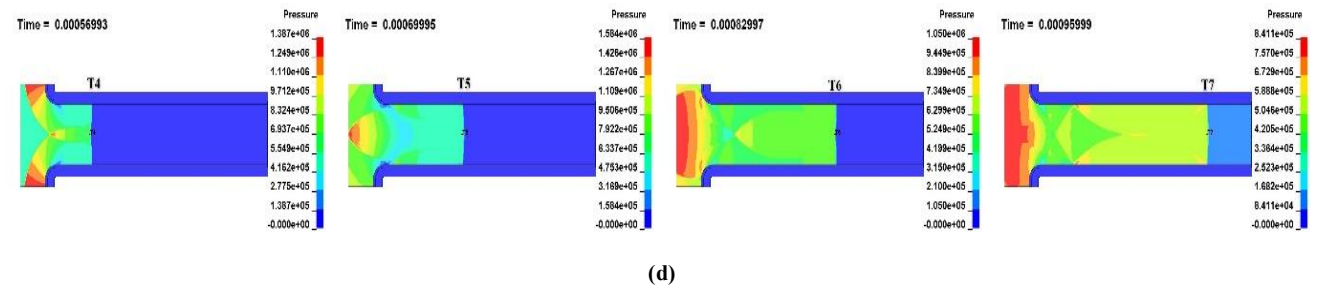 Time = 0.00056993
Pressure
1.387e+06
1.249e+06
1.110e+06
9.712e+05
8.324e+05
6.937e+05
5.549e+05
4.162e+05
2.775e+05
1.387e+05
-0.000e+00
T4
Time = 0.00069995
Pressure
1.584e+06
1.426e+06
1.267e+06
1.109e+06
9.506e+05
7.922e+05
6.337e+05
4.753e+05
3.169e+05
1.584e+05
-0.000e+00
T5
Time = 0.00082997
Pressure
1.050e+06
9.449e+05
8.399e+05
7.349e+05
6.299e+05
5.249e+05
4.199e+05
3.150e+05
2.100e+05
1.050e+05
-0.000e+00
T6
Time = 0.00095999
Pressure
8.411e+05
7.570e+05
6.729e+05
5.888e+05
5.046e+05
4.205e+05
3.364e+05
2.523e+05
1.682e+05
8.411e+04
-0.000e+00
T7
(d)